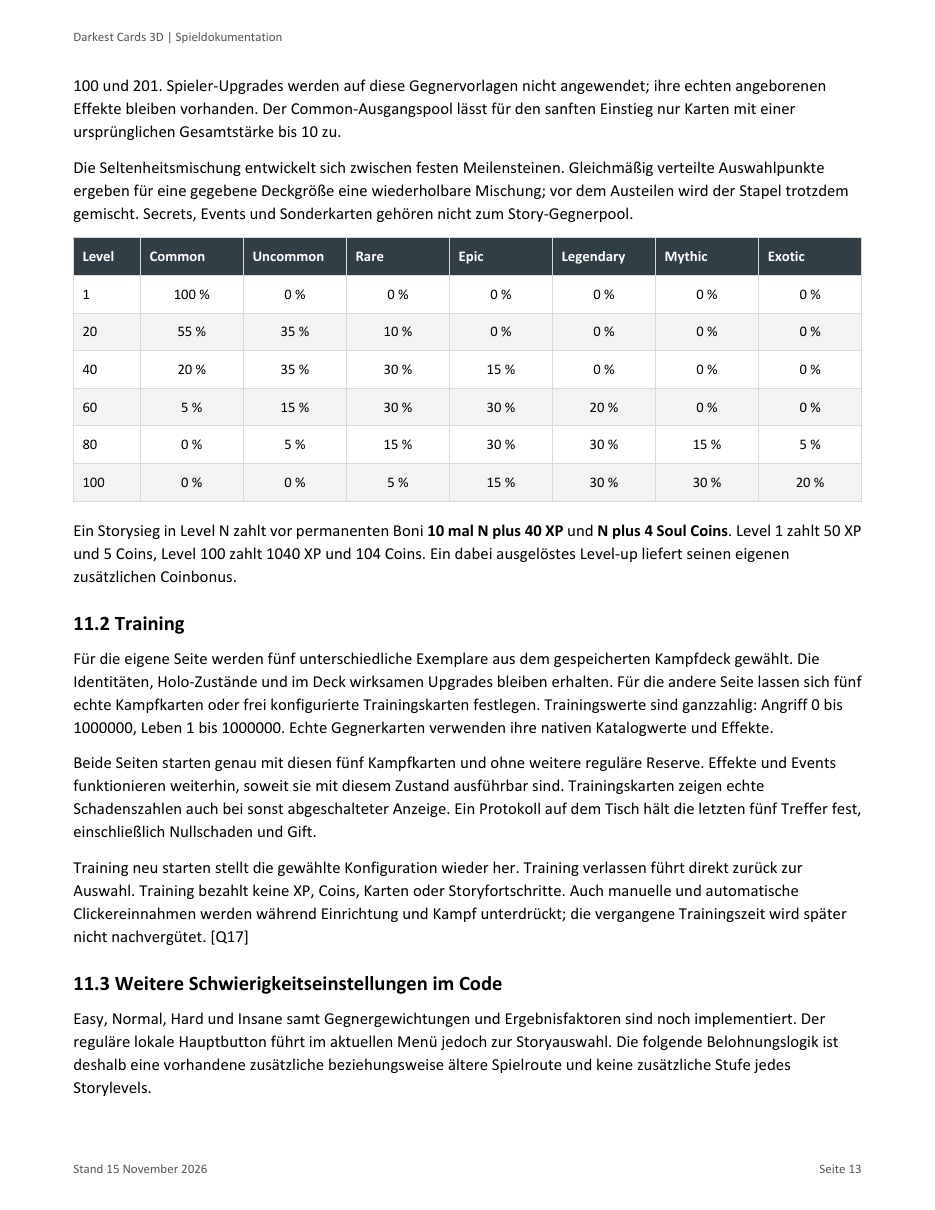 Darkest Cards 3D | Spieldokumentation
100 und 201. Spieler-Upgrades werden auf diese Gegnervorlagen nicht angewendet; ihre echten angeborenen
Effekte bleiben vorhanden. Der Common-Ausgangspool lässt für den sanften Einstieg nur Karten mit einer
ursprünglichen Gesamtstärke bis 10 zu.
Die Seltenheitsmischung entwickelt sich zwischen festen Meilensteinen. Gleichmäßig verteilte Auswahlpunkte
ergeben für eine gegebene Deckgröße eine wiederholbare Mischung; vor dem Austeilen wird der Stapel trotzdem
gemischt. Secrets, Events und Sonderkarten gehören nicht zum Story-Gegnerpool.
Level Common Uncommon Rare Epic Legendary Mythic Exotic
1 100 % 0 % 0 % 0 % 0 % 0 % 0 %
20 55 % 35 % 10 % 0 % 0 % 0 % 0 %
40 20 % 35 % 30 % 15 % 0 % 0 % 0 %
60 5 % 15 % 30 % 30 % 20 % 0 % 0 %
80 0 % 5 % 15 % 30 % 30 % 15 % 5 %
100 0 % 0 % 5 % 15 % 30 % 30 % 20 %
Ein Storysieg in Level N zahlt vor permanenten Boni 10 mal N plus 40 XP und N plus 4 Soul Coins. Level 1 zahlt 50 XP
und 5 Coins, Level 100 zahlt 1040 XP und 104 Coins. Ein dabei ausgelöstes Level-up liefert seinen eigenen
zusätzlichen Coinbonus.
11.2 Training
Für die eigene Seite werden fünf unterschiedliche Exemplare aus dem gespeicherten Kampfdeck gewählt. Die
Identitäten, Holo-Zustände und im Deck wirksamen Upgrades bleiben erhalten. Für die andere Seite lassen sich fünf
echte Kampfkarten oder frei konfigurierte Trainingskarten festlegen. Trainingswerte sind ganzzahlig: Angriff 0 bis
1000000, Leben 1 bis 1000000. Echte Gegnerkarten verwenden ihre nativen Katalogwerte und Effekte.
Beide Seiten starten genau mit diesen fünf Kampfkarten und ohne weitere reguläre Reserve. Effekte und Events
funktionieren weiterhin, soweit sie mit diesem Zustand ausführbar sind. Trainingskarten zeigen echte
Schadenszahlen auch bei sonst abgeschalteter Anzeige. Ein Protokoll auf dem Tisch hält die letzten fünf Treffer fest,
einschließlich Nullschaden und Gift.
Training neu starten stellt die gewählte Konfiguration wieder her. Training verlassen führt direkt zurück zur
Auswahl. Training bezahlt keine XP, Coins, Karten oder Storyfortschritte. Auch manuelle und automatische
Clickereinnahmen werden während Einrichtung und Kampf unterdrückt; die vergangene Trainingszeit wird später
nicht nachvergütet. [Q17]
11.3 Weitere Schwierigkeitseinstellungen im Code
Easy, Normal, Hard und Insane samt Gegnergewichtungen und Ergebnisfaktoren sind noch implementiert. Der
reguläre lokale Hauptbutton führt im aktuellen Menü jedoch zur Storyauswahl. Die folgende Belohnungslogik ist
deshalb eine vorhandene zusätzliche beziehungsweise ältere Spielroute und keine zusätzliche Stufe jedes
Storylevels.
Stand 15 November 2026 Seite 13